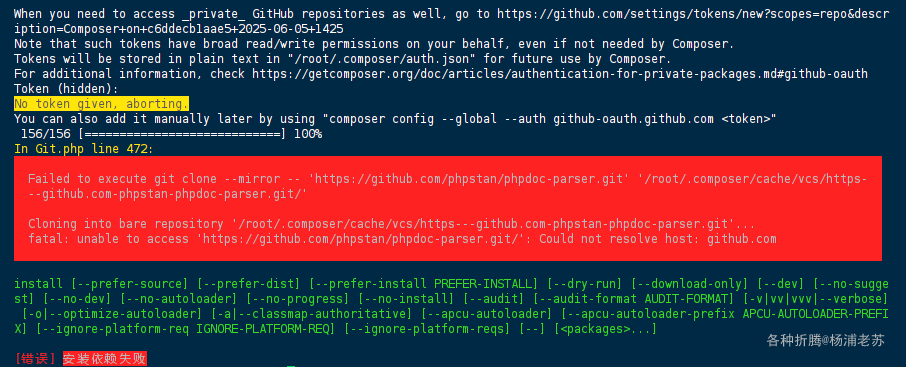 When you need to access _private_ GitHub repositories as well, go to https://github.com/settings/tokens/new?scopes=repo&descr
iption=Composer+on+c6ddecb1aae5+2025-06-05+1425
Note that such tokens have broad read/write permissions on your behalf, even if not needed by Composer.
Tokens will be stored in plain text in "/root/.composer/auth.json" for future use by Composer.
For additional information, check https://getcomposer.org/doc/articles/authentication-for-private-packages.md#github-oauth
Token (hidden):
No token given, aborting.
You can also add it manually later by using "composer config --global --auth github-oauth.github.com <token>"
156/156 [============================] 100%
In Git.php line 472:
Failed to execute git clone --mirror -- 'https://github.com/phpstan/phpdoc-parser.git' '/root/.composer/cache/vcs/https-
--github.com-phpstan-phpdoc-parser.git/'
Cloning into bare repository '/root/.composer/cache/vcs/https---github.com-phpstan-phpdoc-parser.git'...
fatal: unable to access 'https://github.com/phpstan/phpdoc-parser.git/': Could not resolve host: github.com
install [--prefer-source] [--prefer-dist] [--prefer-install PREFER-INSTALL] [--dry-run] [--download-only] [--dev] [--no-sugge
st] [--no-dev] [--no-autoloader] [--no-progress] [--no-install] [--audit] [--audit-format AUDIT-FORMAT] [-v|vv|vvv|--verbose]
[-o|--optimize-autoloader] [-a|--classmap-authoritative] [--apcu-autoloader] [--apcu-autoloader-prefix APCU-AUTOLOADER-PREFI
X] [--ignore-platform-req IGNORE-PLATFORM-REQ] [--ignore-platform-reqs] [--] [<packages>...]
各种折腾@杨浦老苏
[错误] 安装依赖失败